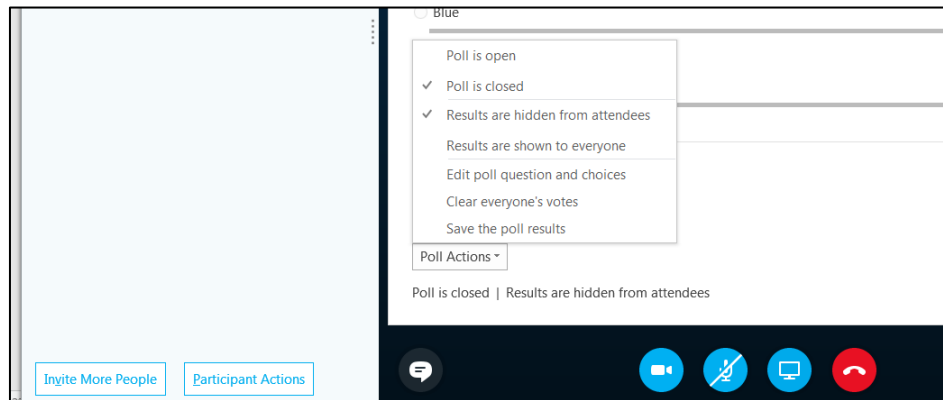 Blue
Poll is open
Poll is closed
Results are hidden from attendees
Results are shown to everyone
Edit poll question and choices
Clear everyone's votes
Save the poll results
Poll Actions
Poll is closed | Results are hidden from attendees
Invite More People
Participant Actions